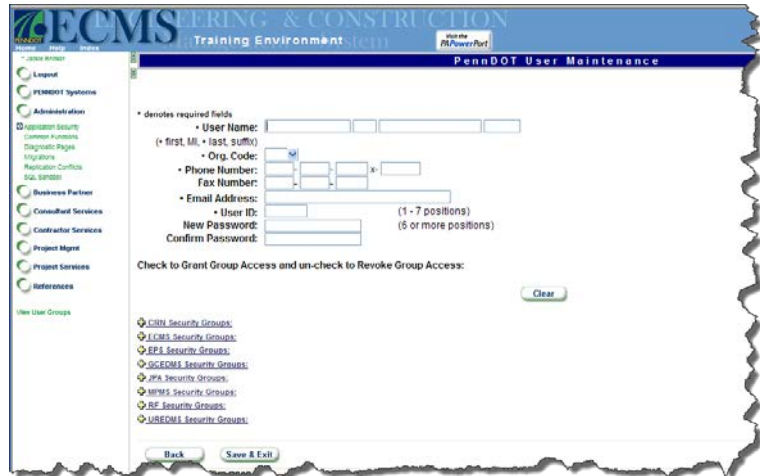 ECMS
EERING & CONSTRUCTION
Training Environment
Visit the
PAPowerPort
Home Help Index
PennDOT User Maintenance
Logout
PENNDOT Systems
Administration
Application Security
Common Functions
Diagnostic Pages
Migrations
Replication Conflicts
SQL Sandbox
Business Partner
Consultant Services
Contractor Services
Project Mgmt
Project Services
References
View User Groups
* denotes required fields
• User Name:
(• first, MI, • last, suffix)
• Org. Code:
• Phone Number: - - x-
Fax Number: - -
• Email Address:
• User ID: (1 - 7 positions)
New Password: (6 or more positions)
Confirm Password:
Check to Grant Group Access and un-check to Revoke Group Access:
Clear
CRN Security Groups:
ECMS Security Groups:
EPS Security Groups:
GCEDMS Security Groups:
JPA Security Groups:
MPMS Security Groups:
RF Security Groups:
UREDMS Security Groups:
Back Save & Exit